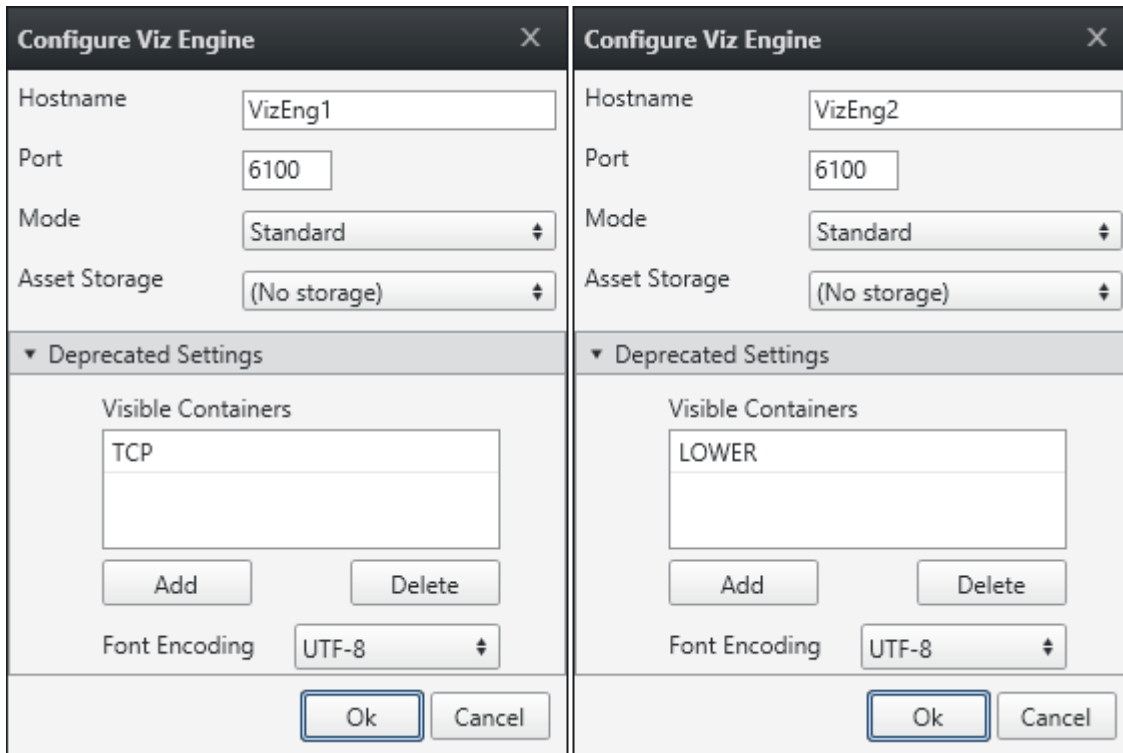 Configure Viz Engine
Hostname
VizEng1
Port
6100
Mode
Standard
Asset Storage
(No storage)
Deprecated Settings
Visible Containers
TCP
Add Delete
Font Encoding UTF-8
Ok Cancel
Configure Viz Engine
Hostname
VizEng2
Port
6100
Mode
Standard
Asset Storage
(No storage)
Deprecated Settings
Visible Containers
LOWER
Add Delete
Font Encoding UTF-8
Ok Cancel